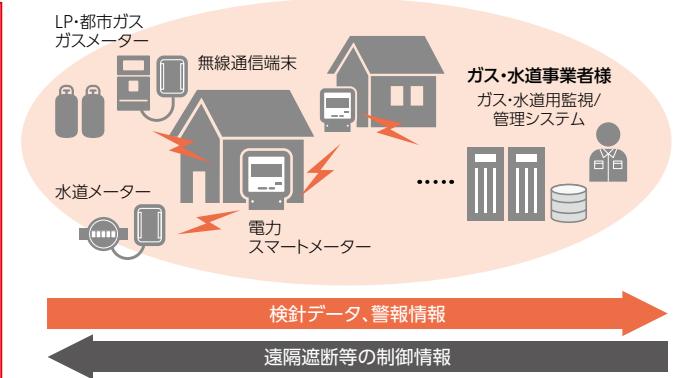 LP・都市ガス
ガスメーター
無線通信端末
ガス・水道事業者様
ガス・水道用監視/
管理システム
水道メーター
.....
電力
スマートメーター
検針データ、警報情報
遠隔遮断等の制御情報